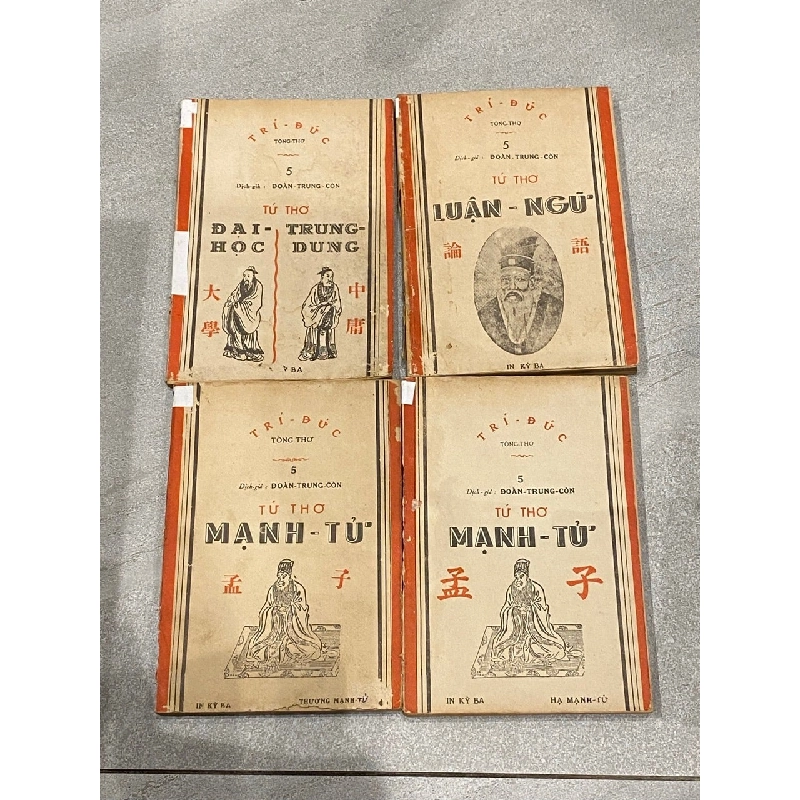 TRÍ - ĐỨC
TÒNG-THƠ
5
Dịch-giả : ĐOÀN-TRUNG-CÒN
TỨ THƠ
ĐẠI-HỌC
TRUNG-DUNG
大學
中庸
Ỳ BA
TRÍ - ĐỨC
TÒNG-THƠ
5
Dịch-giả : ĐOÀN-TRUNG-CÒN
TỨ THƠ
LUẬN - NGỮ
論 語
IN KỲ BA
TRÍ - ĐỨC
TÒNG THƠ
5
Dịch-giả : ĐOÀN-TRUNG-CÒN
TỨ THƠ
MẠNH - TỬ
孟 子
IN KỲ BA THƯỢNG MẠNH-TỬ
TRÍ - ĐỨC
TÒNG-THƠ
5
Dịch-giả : ĐOÀN-TRUNG-CÒN
TỨ THƠ
MẠNH - TỬ
孟 子
IN KỲ BA HẠ MẠNH-TỬ